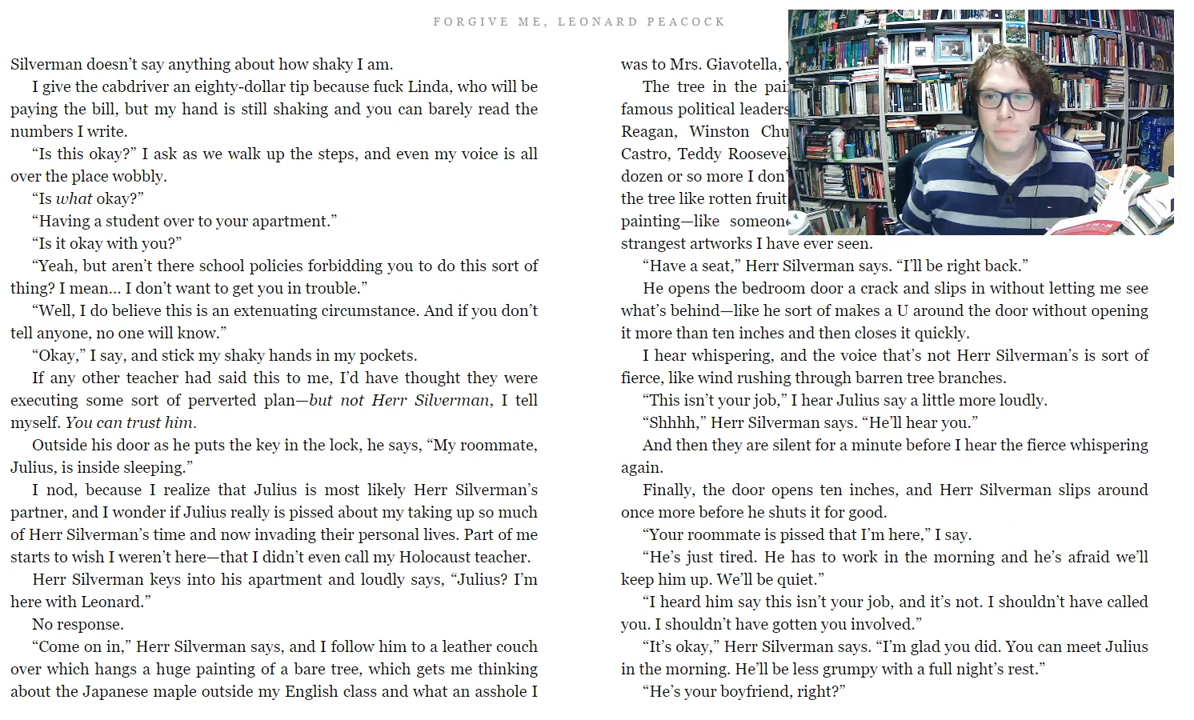 FORGIVE ME, LEONARD PEACOCK
Silverman doesn’t say anything about how shaky I am.
I give the cabdriver an eighty-dollar tip because fuck Linda, who will be
paying the bill, but my hand is still shaking and you can barely read the
numbers I write.
“Is this okay?” I ask as we walk up the steps, and even my voice is all
over the place wobbly.
“Is what okay?”
“Having a student over to your apartment.”
“Is it okay with you?”
“Yeah, but aren’t there school policies forbidding you to do this sort of
thing? I mean… I don’t want to get you in trouble.”
“Well, I do believe this is an extenuating circumstance. And if you don’t
tell anyone, no one will know.”
“Okay,” I say, and stick my shaky hands in my pockets.
If any other teacher had said this to me, I’d have thought they were
executing some sort of perverted plan—but not Herr Silverman, I tell
myself. You can trust him.
Outside his door as he puts the key in the lock, he says, “My roommate,
Julius, is inside sleeping.”
I nod, because I realize that Julius is most likely Herr Silverman’s
partner, and I wonder if Julius really is pissed about my taking up so much
of Herr Silverman’s time and now invading their personal lives. Part of me
starts to wish I weren’t here—that I didn’t even call my Holocaust teacher.
Herr Silverman keys into his apartment and loudly says, “Julius? I’m
here with Leonard.”
No response.
“Come on in,” Herr Silverman says, and I follow him to a leather couch
over which hangs a huge painting of a bare tree, which gets me thinking
about the Japanese maple outside my English class and what an asshole I
was to Mrs. Giavotella,
The tree in the pai
famous political leaders
Reagan, Winston Chu
Castro, Teddy Roosevel
dozen or so more I don’
the tree like rotten fruit
painting—like someone
strangest artworks I have ever seen.
“Have a seat,” Herr Silverman says. “I’ll be right back.”
He opens the bedroom door a crack and slips in without letting me see
what’s behind—like he sort of makes a U around the door without opening
it more than ten inches and then closes it quickly.
I hear whispering, and the voice that’s not Herr Silverman’s is sort of
fierce, like wind rushing through barren tree branches.
“This isn’t your job,” I hear Julius say a little more loudly.
“Shhhh,” Herr Silverman says. “He’ll hear you.”
And then they are silent for a minute before I hear the fierce whispering
again.
Finally, the door opens ten inches, and Herr Silverman slips around
once more before he shuts it for good.
“Your roommate is pissed that I’m here,” I say.
“He’s just tired. He has to work in the morning and he’s afraid we’ll
keep him up. We’ll be quiet.”
“I heard him say this isn’t your job, and it’s not. I shouldn’t have called
you. I shouldn’t have gotten you involved.”
“It’s okay,” Herr Silverman says. “I’m glad you did. You can meet Julius
in the morning. He’ll be less grumpy with a full night’s rest.”
“He’s your boyfriend, right?”